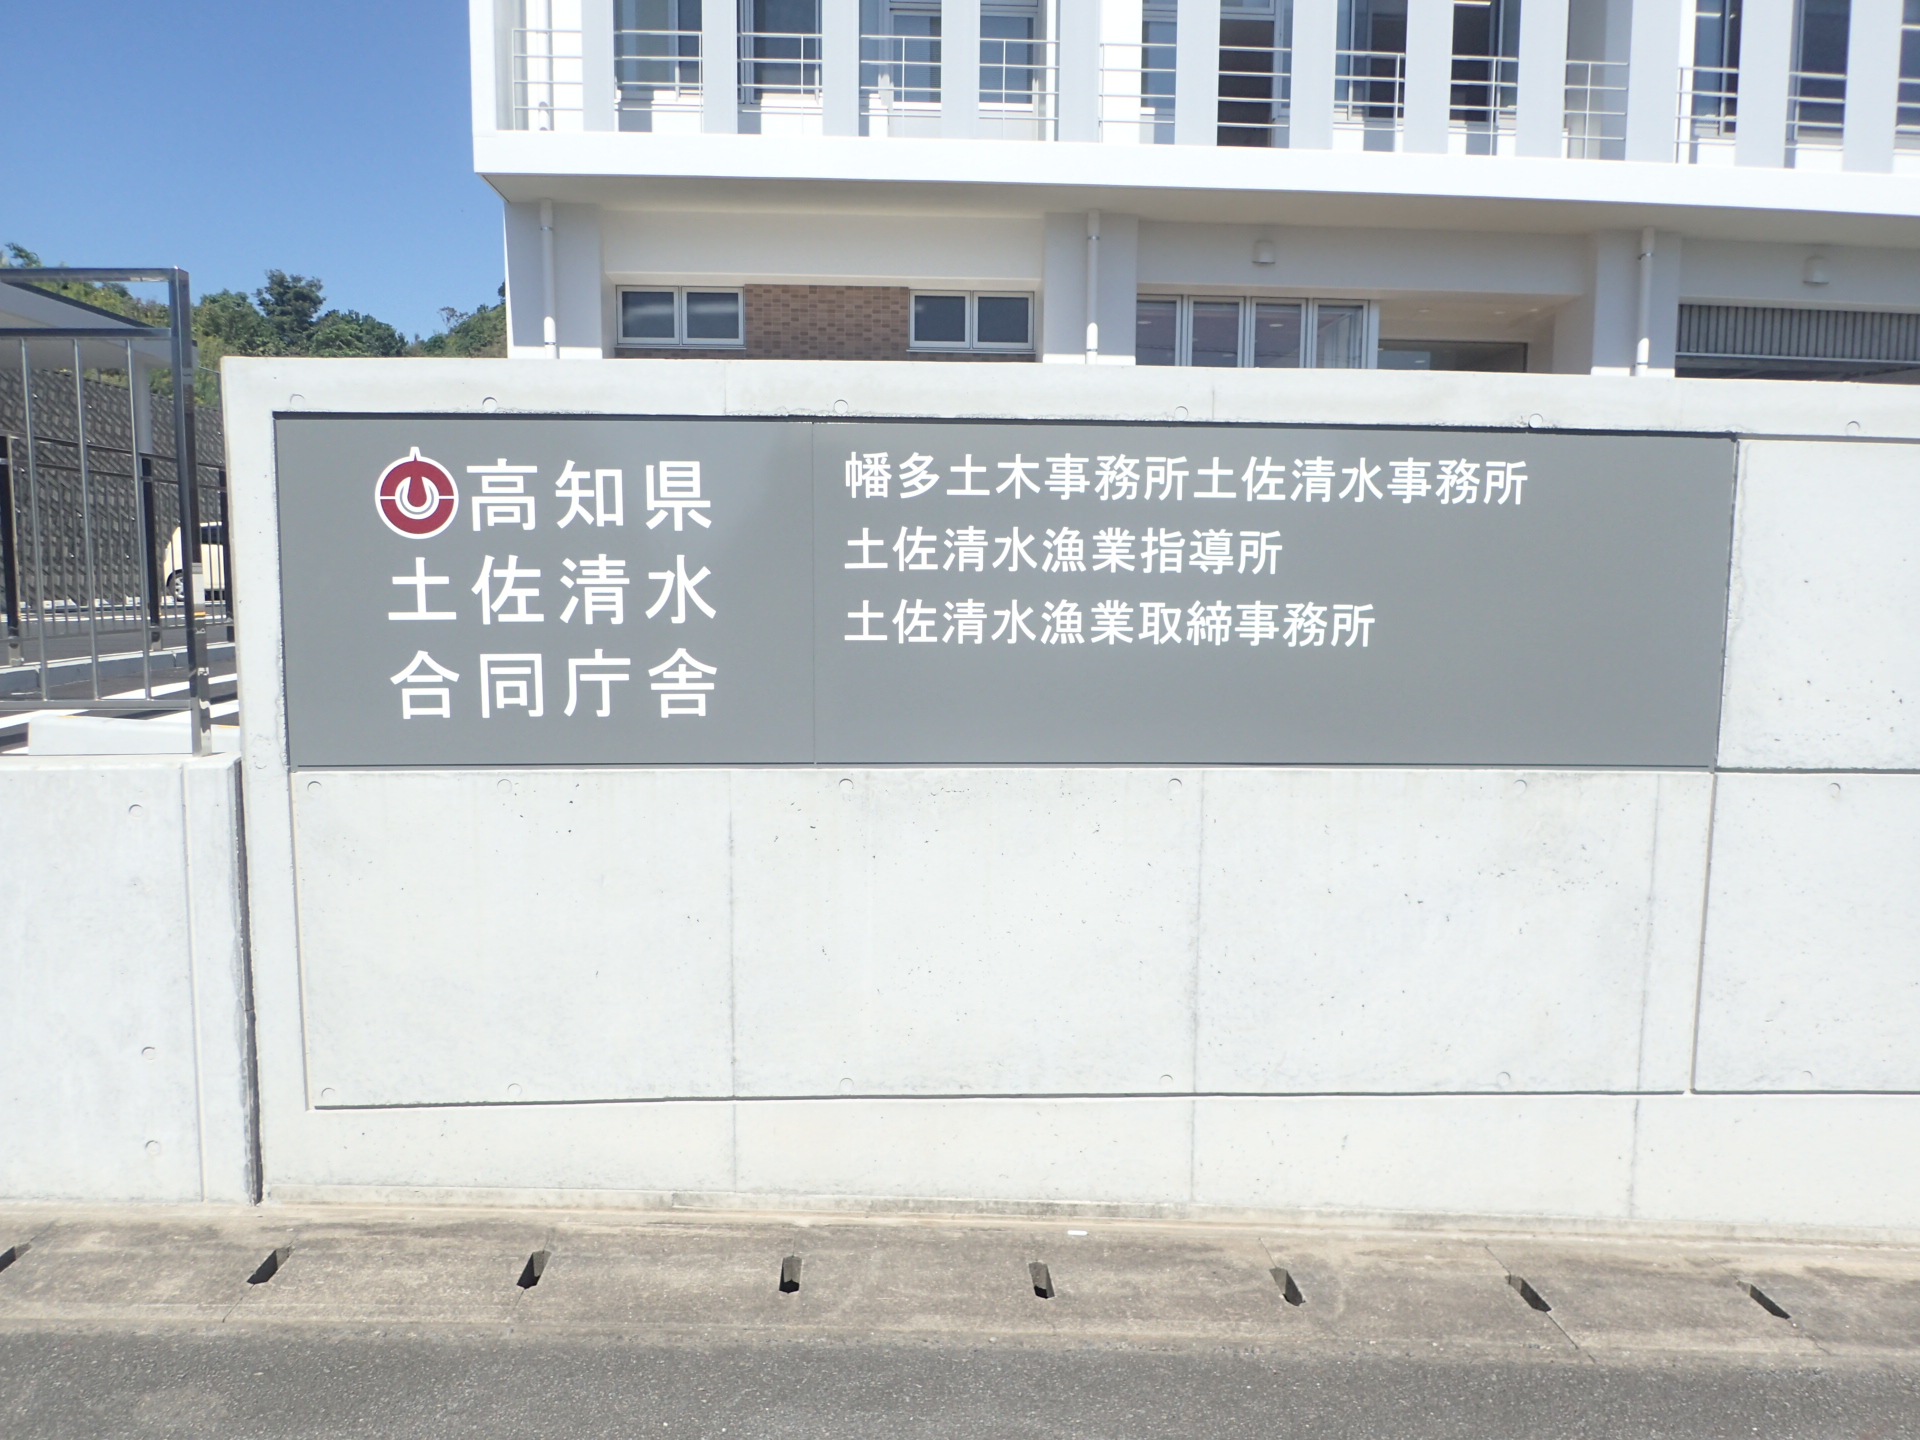 高知県
土佐清水
合同庁舎
幡多土木事務所土佐清水事務所
土佐清水漁業指導所
土佐清水漁業取締事務所